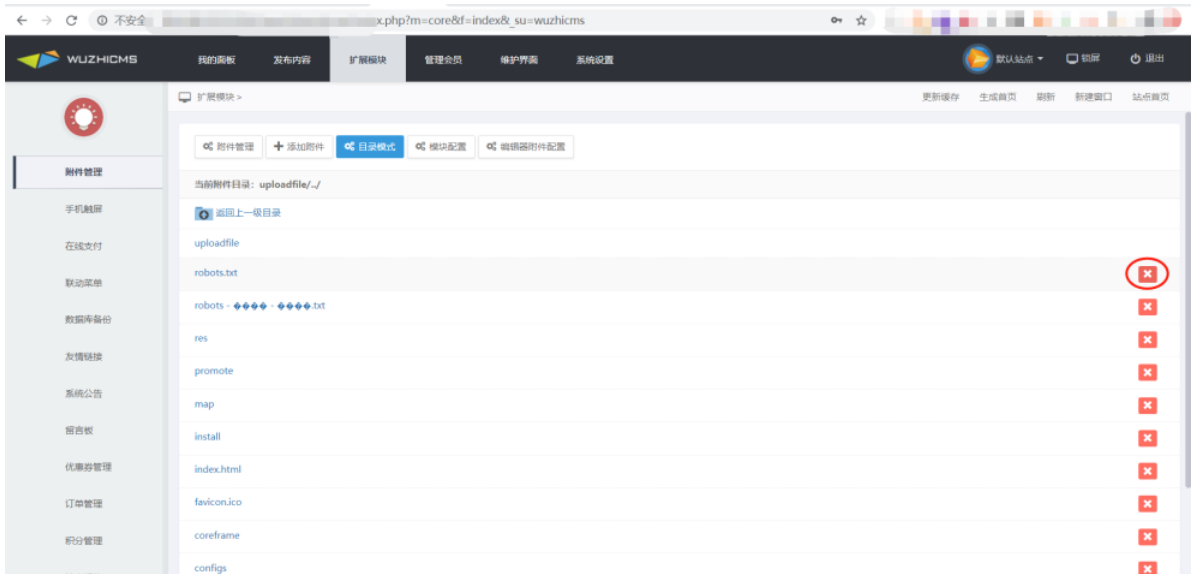 不安全 x.php?m=core&f=index&_su=wuzhicms
WUZHICMS 我的面板 发布内容 扩展模块 管理会员 维护界面 系统设置 默认站点 锁屏 退出
扩展模块 > 更新缓存 生成首页 刷新 新建窗口 站点首页
附件管理 添加附件 目录模式 模块配置 编辑器附件配置
附件管理
手机触屏
在线支付
联动菜单
数据库备份
友情链接
系统公告
留言板
优惠券管理
订单管理
积分管理
当前附件目录：uploadfile/../
返回上一级目录
uploadfile
robots.txt
robots - ���� - ����.txt
res
promote
map
install
index.html
favicon.ico
coreframe
configs